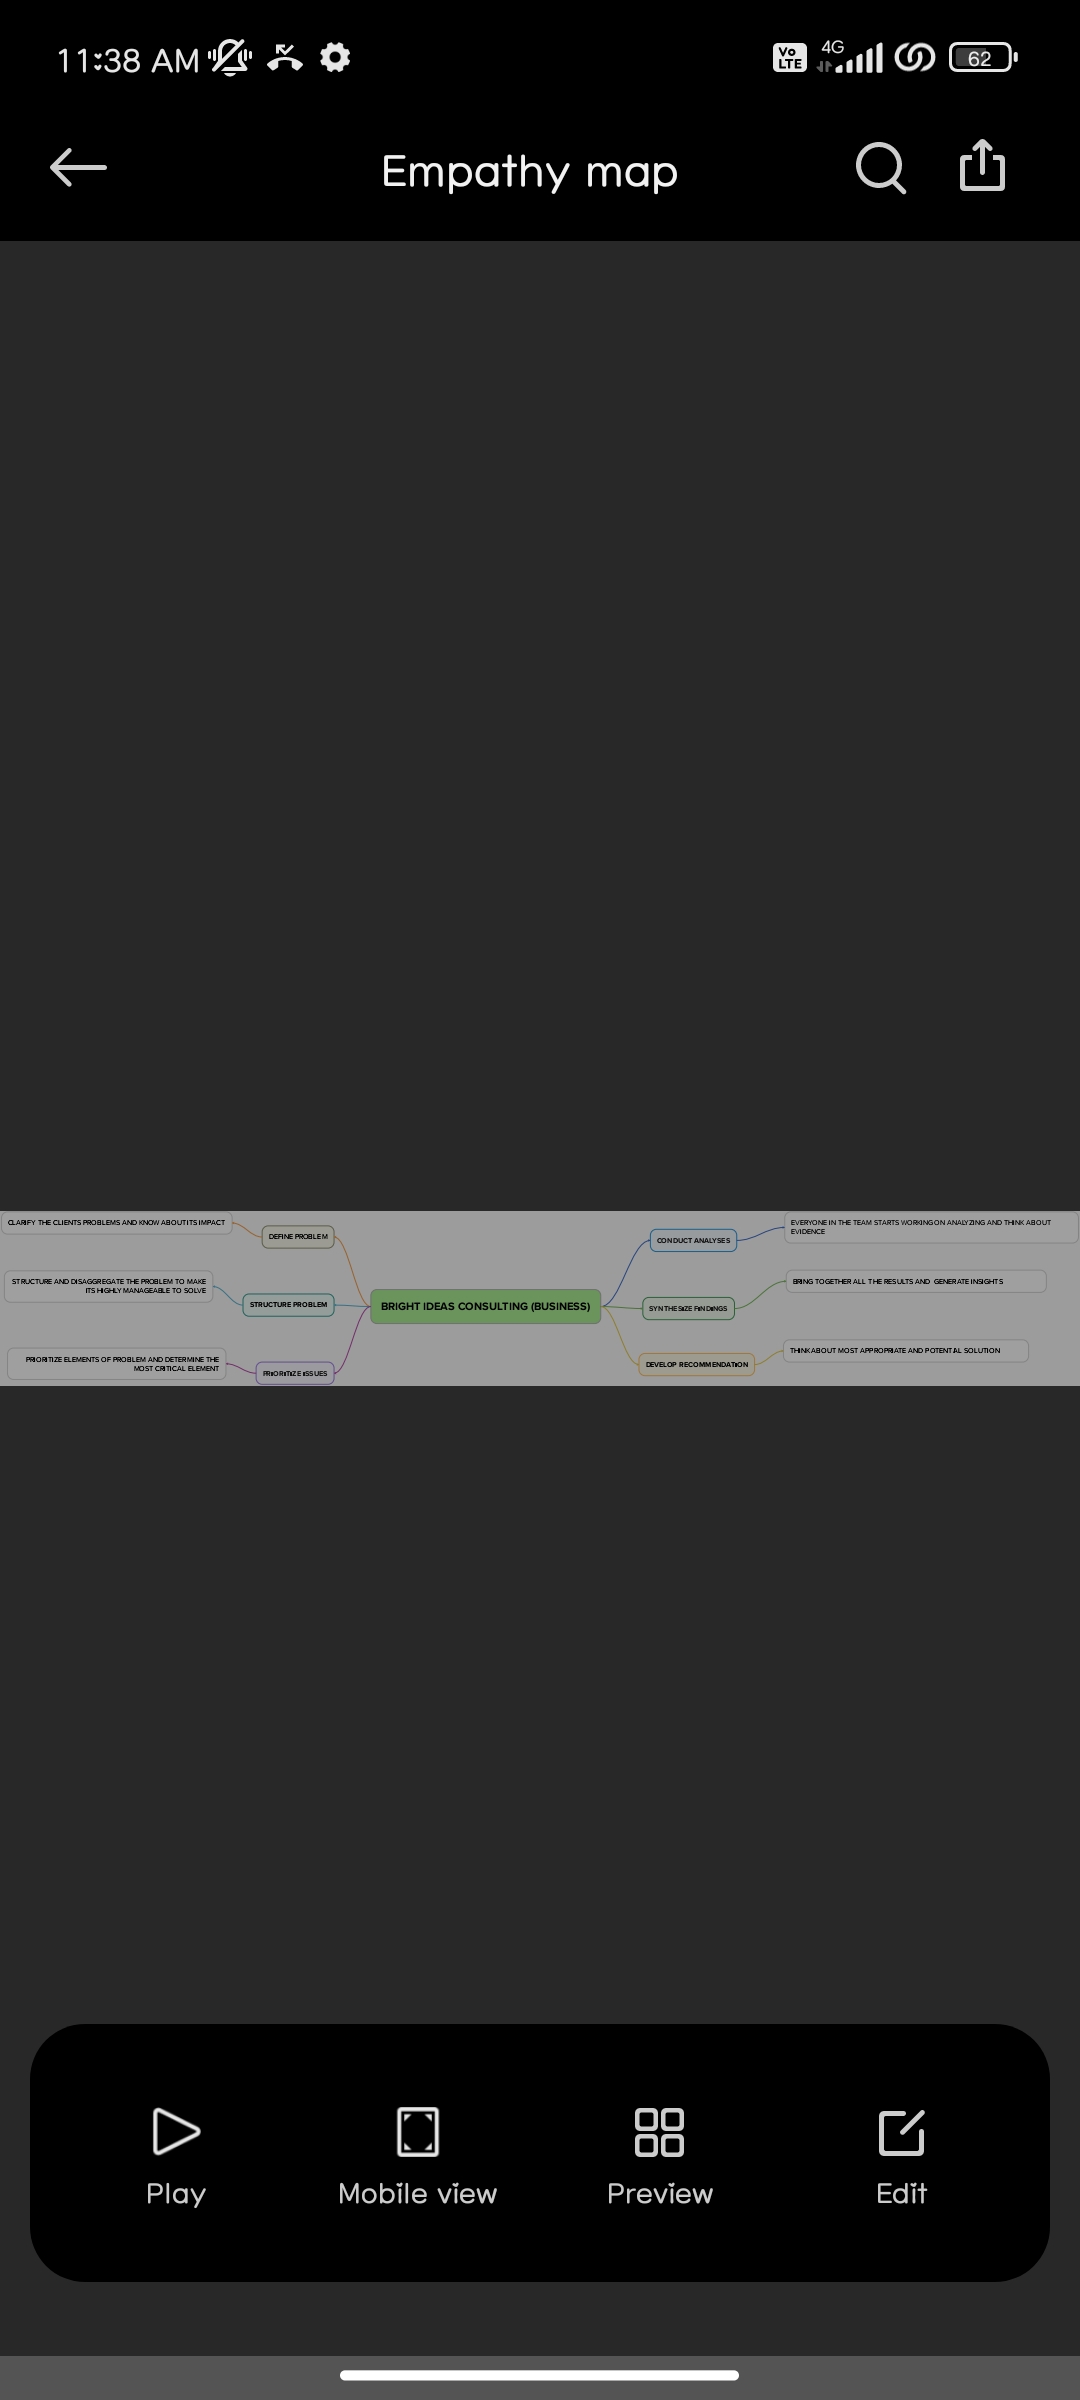 11:38 AM
Vo
LTE
4G
62
Empathy map
CLARIFY THE CLIENTS PROBLEMS AND KNOW ABOUT ITS IMPACT
DEFINE PROBLEM
STRUCTURE AND DISAGGREGATE THE PROBLEM TO MAKE
ITS HIGHLY MANAGEABLE TO SOLVE
STRUCTURE PROBLEM
PRIORITIZE ELEMENTS OF PROBLEM AND DETERMINE THE
MOST CRITICAL ELEMENT
PRIORITIZE ISSUES
BRIGHT IDEAS CONSULTING (BUSINESS)
CONDUCT ANALYSES
EVERYONE IN THE TEAM STARTS WORKING ON ANALYZING AND THINK ABOUT
EVIDENCE
SYNTHESIZE FINDINGS
BRING TOGETHER ALL THE RESULTS AND GENERATE INSIGHTS
DEVELOP RECOMMENDATION
THINK ABOUT MOST APPROPRIATE AND POTENTIAL SOLUTION
Play
Mobile view
Preview
Edit